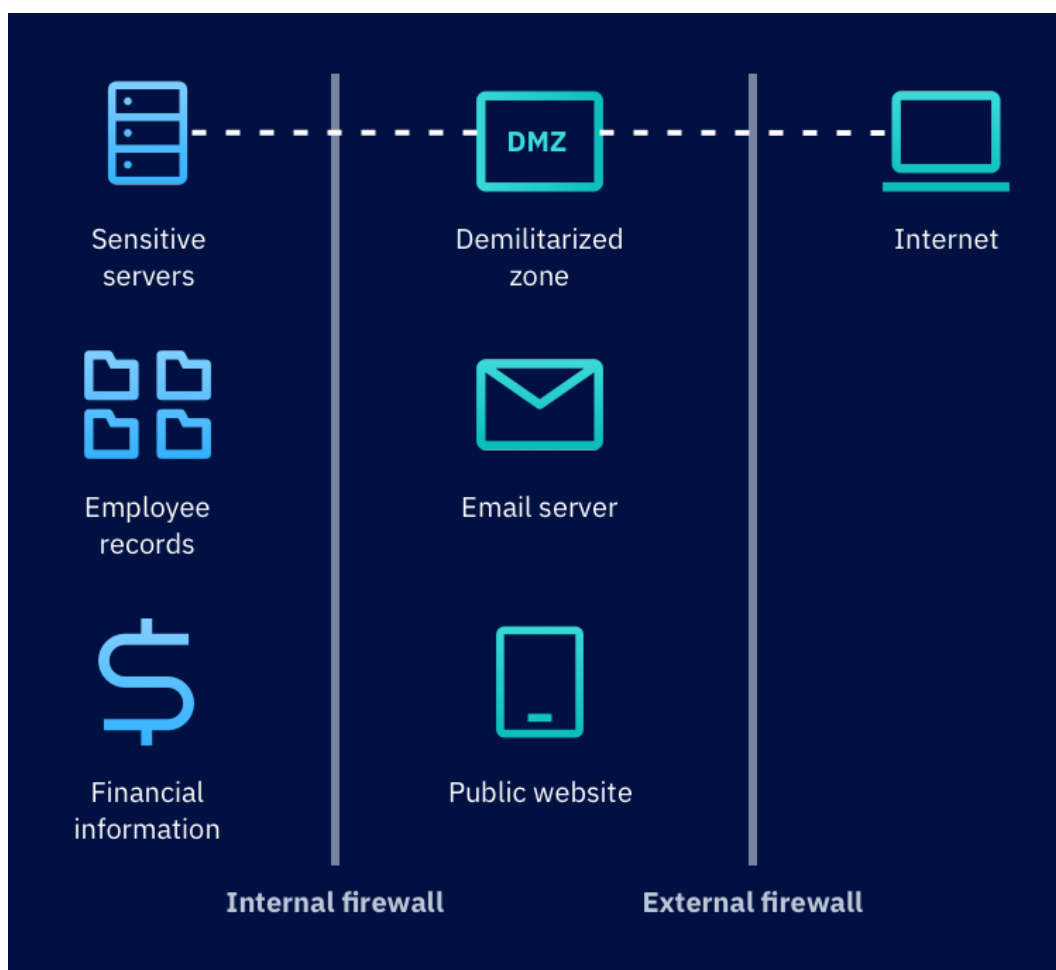 DMZ
Sensitive
servers
Demilitarized
zone
Internet
Employee
records
Email server
Financial
information
Public website
Internal firewall
External firewall